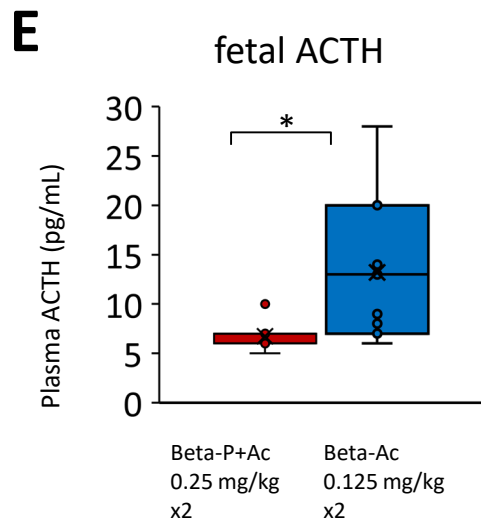 E
fetal ACTH
Plasma ACTH (pg/mL)
30
25
20
15
10
5
0
*
Beta-P+Ac
0.25 mg/kg
x2
Beta-Ac
0.125 mg/kg
x2